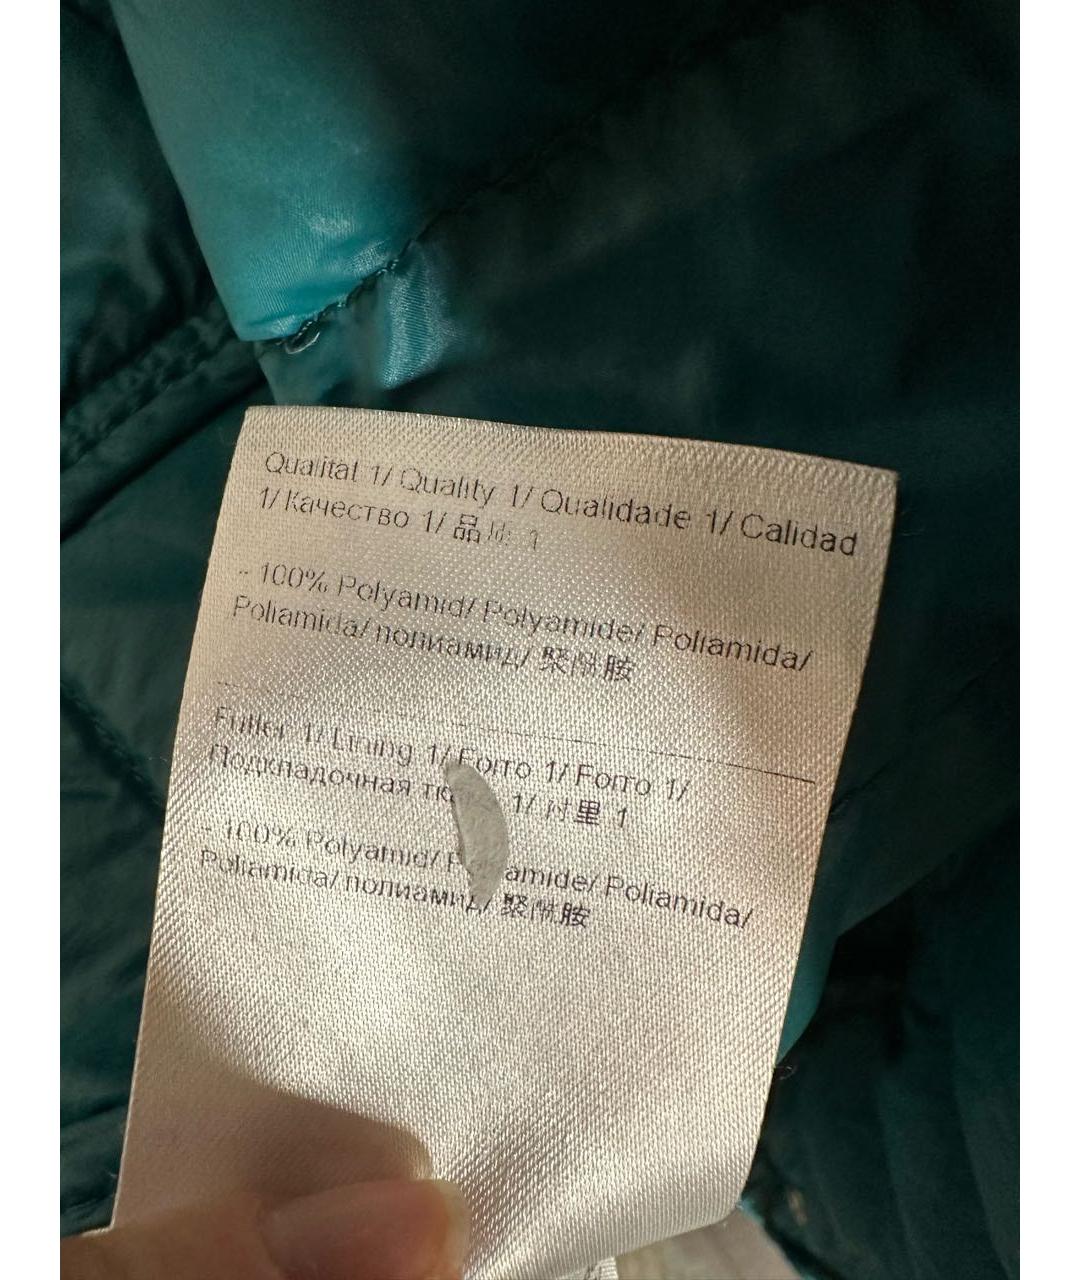 Qualität 1/ Quality 1/ Qualidade 1/ Calidad
1/ Качество 1/ 品质 1
- 100% Polyamid/ Polyamide/ Poliamida/
Poliamida/ полиамид/ 聚酰胺
Futter 1/ Lining 1/ Forro 1/ Forro 1/
Подкладочная 1/ 衬里 1
- 100% Polyamid/ Polyamide/ Poliamida/
Poliamida/ полиамид/ 聚酰胺